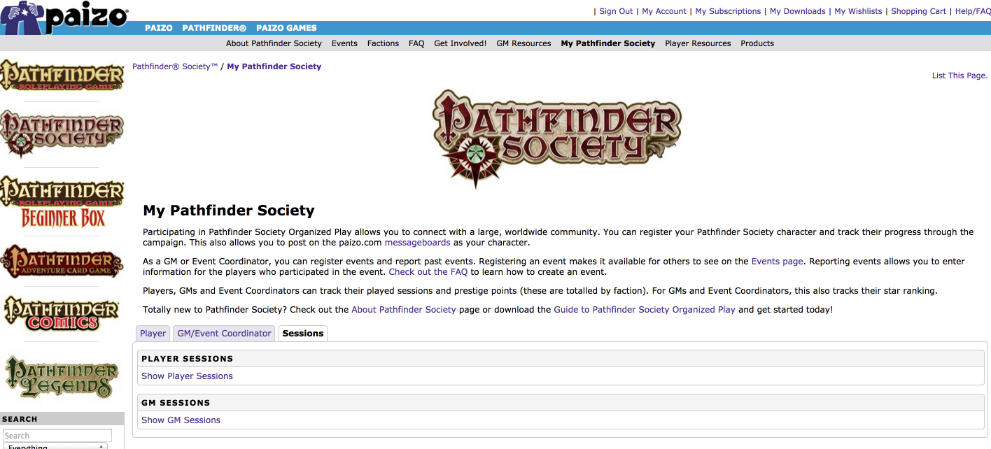 paizo
| Sign Out | My Account | My Subscriptions | My Downloads | My Wishlists | Shopping Cart | Help/FAQ
PAIZO PATHFINDER® PAIZO GAMES
About Pathfinder Society Events Factions FAQ Get Involved! GM Resources My Pathfinder Society Player Resources Products
PATHFINDER
ROLEPLAYING GAME
PATHFINDER
SOCIETY
PATHFINDER
ROLEPLAYING GAME
BEGINNER BOX
PATHFINDER
ADVENTURE CARD GAME
PATHFINDER
COMICS
PATHFINDER
LEGENDS
SEARCH
Search
Everything
Pathfinder® Society™ / My Pathfinder Society
List This Page.
PATHFINDER
SOCIETY
My Pathfinder Society
Participating in Pathfinder Society Organized Play allows you to connect with a large, worldwide community. You can register your Pathfinder Society character and track their progress through the
campaign. This also allows you to post on the paizo.com messageboards as your character.
As a GM or Event Coordinator, you can register events and report past events. Registering an event makes it available for others to see on the Events page. Reporting events allows you to enter
information for the players who participated in the event. Check out the FAQ to learn how to create an event.
Players, GMs and Event Coordinators can track their played sessions and prestige points (these are totalled by faction). For GMs and Event Coordinators, this also tracks their star ranking.
Totally new to Pathfinder Society? Check out the About Pathfinder Society page or download the Guide to Pathfinder Society Organized Play and get started today!
Player GM/Event Coordinator Sessions
PLAYER SESSIONS
Show Player Sessions
GM SESSIONS
Show GM Sessions